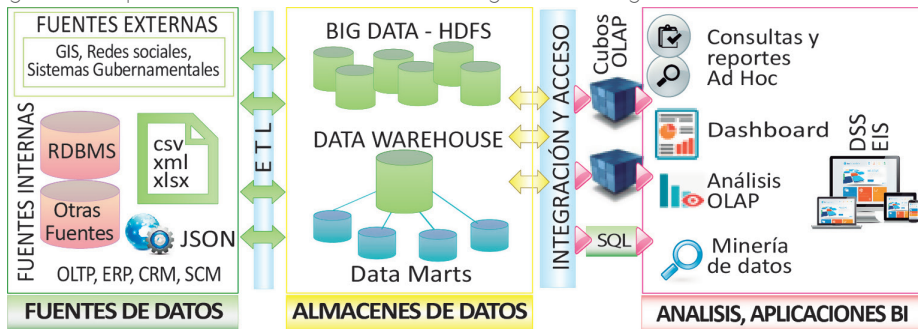 FUENTES EXTERNAS
GIS, Redes sociales,
Sistemas Gubernamentales
FUENTES INTERNAS
RDBMS
csv
xml
xlsx
Otras
Fuentes
JSON
OLTP, ERP, CRM, SCM
FUENTES DE DATOS
ETL
BIG DATA - HDFS
DATA WAREHOUSE
Data Marts
ALMACENES DE DATOS
INTEGRACIÓN Y ACCESO
Cubos
OLAP
SQL
Consultas y
reportes
Ad Hoc
Dashboard
Análisis
OLAP
Minería
de datos
DSS
EIS
ANALISIS, APLICACIONES BI